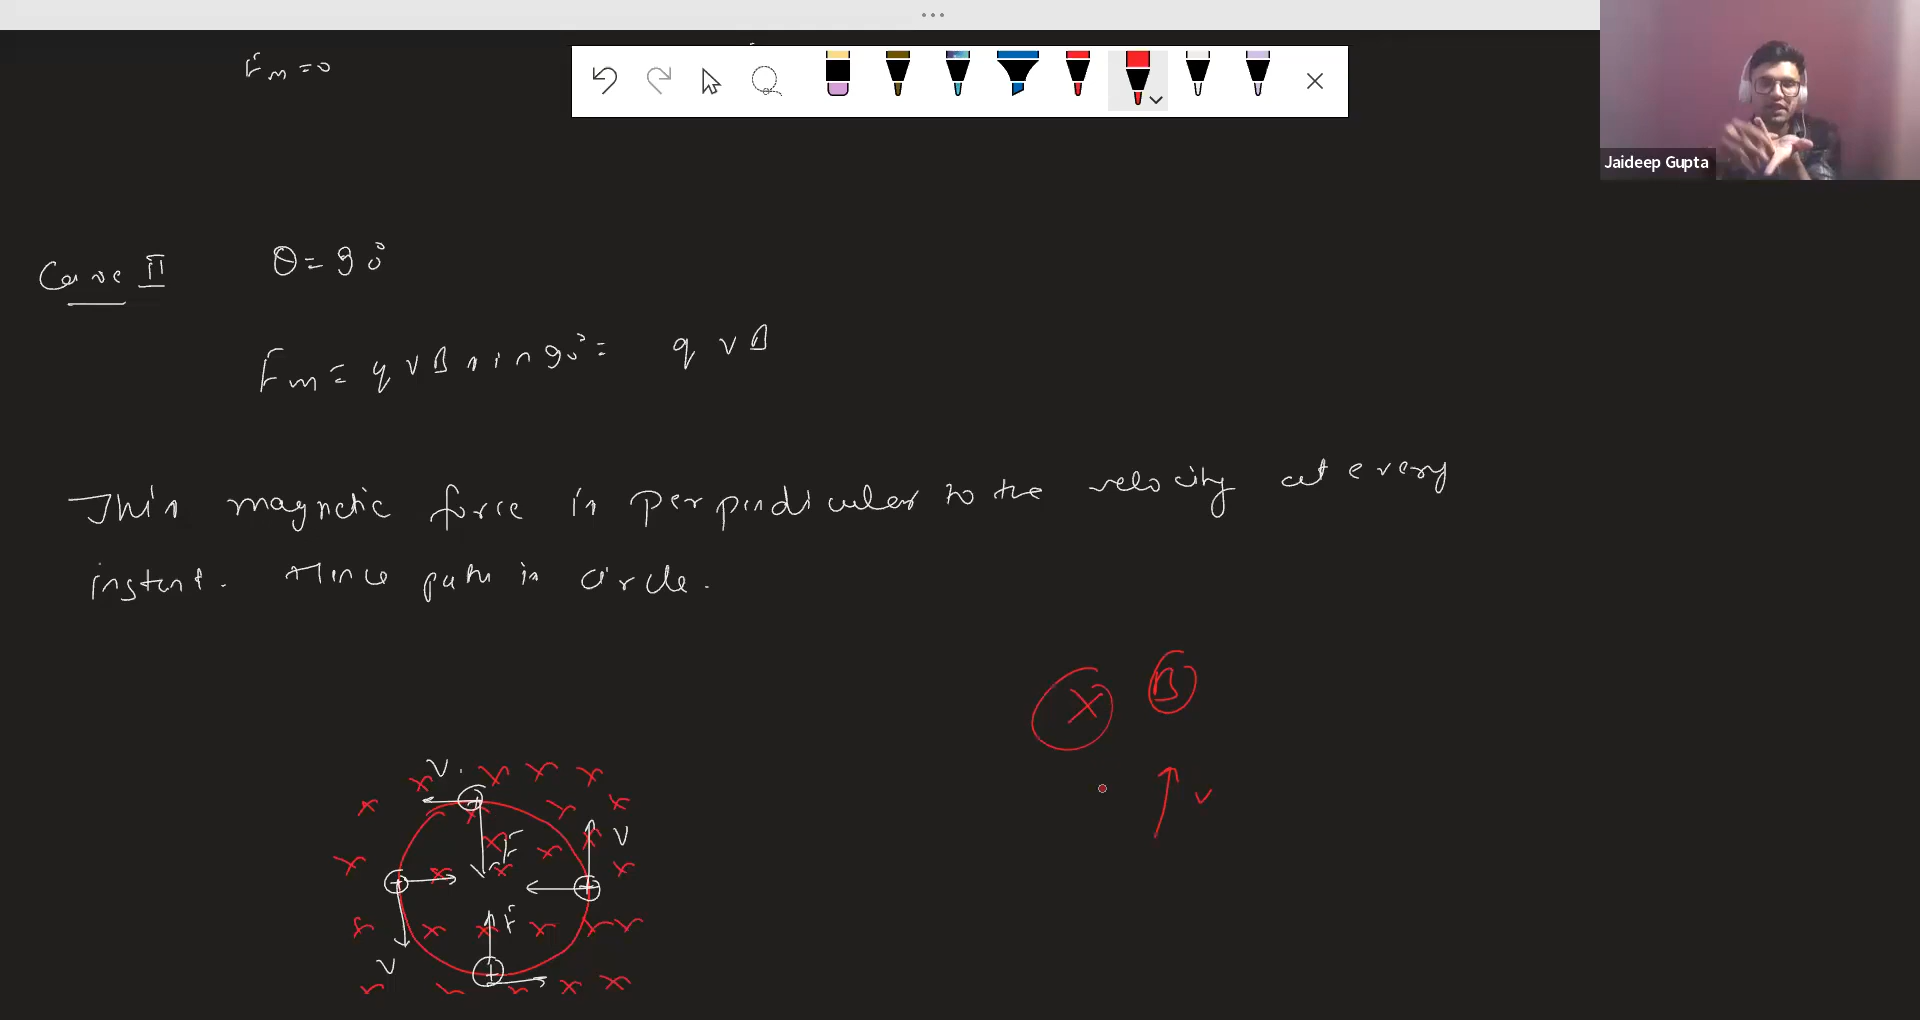 Fm = 0
Jaideep Gupta
Case II θ = 90°
Fm = qvB sin 90° = qvB
This magnetic force is perpendicular to the velocity at every
instant. Hence path is circle.
X B
V
V
F
V
F
V